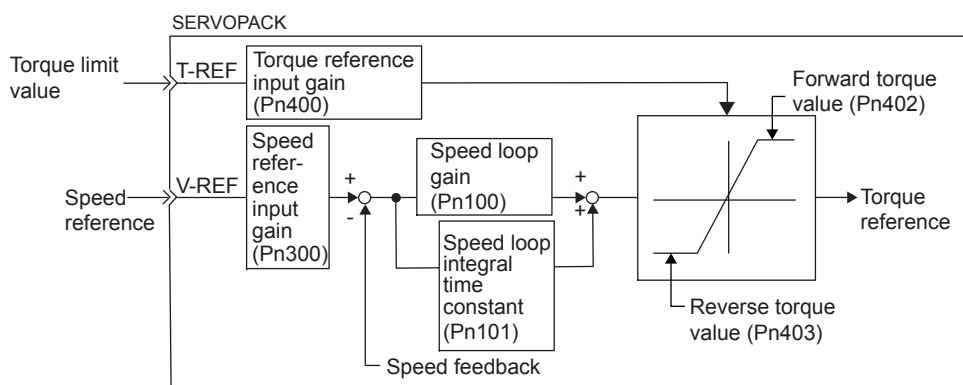 SERVOPACK
Torque limit
value
T-REF
Torque reference
input gain
(Pn400)
Forward torque
value (Pn402)
Speed
reference
V-REF
Speed
refer-
ence
input
gain
(Pn300)
+
-
Speed loop
gain
(Pn100)
+
+
Speed loop
integral
time
constant
(Pn101)
Torque
reference
Reverse torque
value (Pn403)
Speed feedback